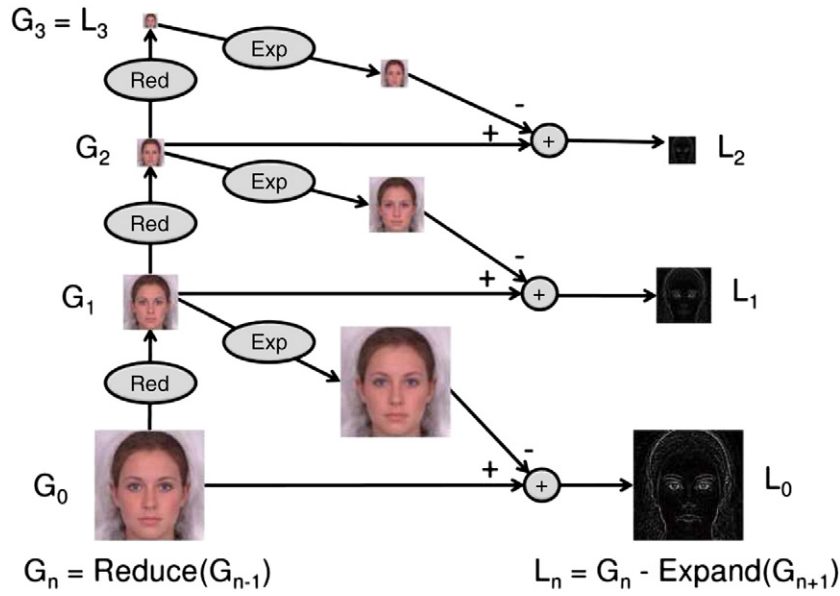 G₃ = L₃
Exp
Red
-
+
+
G₂
L₂
Exp
Red
-
+
+
G₁
L₁
Exp
Red
-
+
+
G₀
L₀
Gₙ = Reduce(Gₙ₋₁)
Lₙ = Gₙ - Expand(Gₙ₊₁)